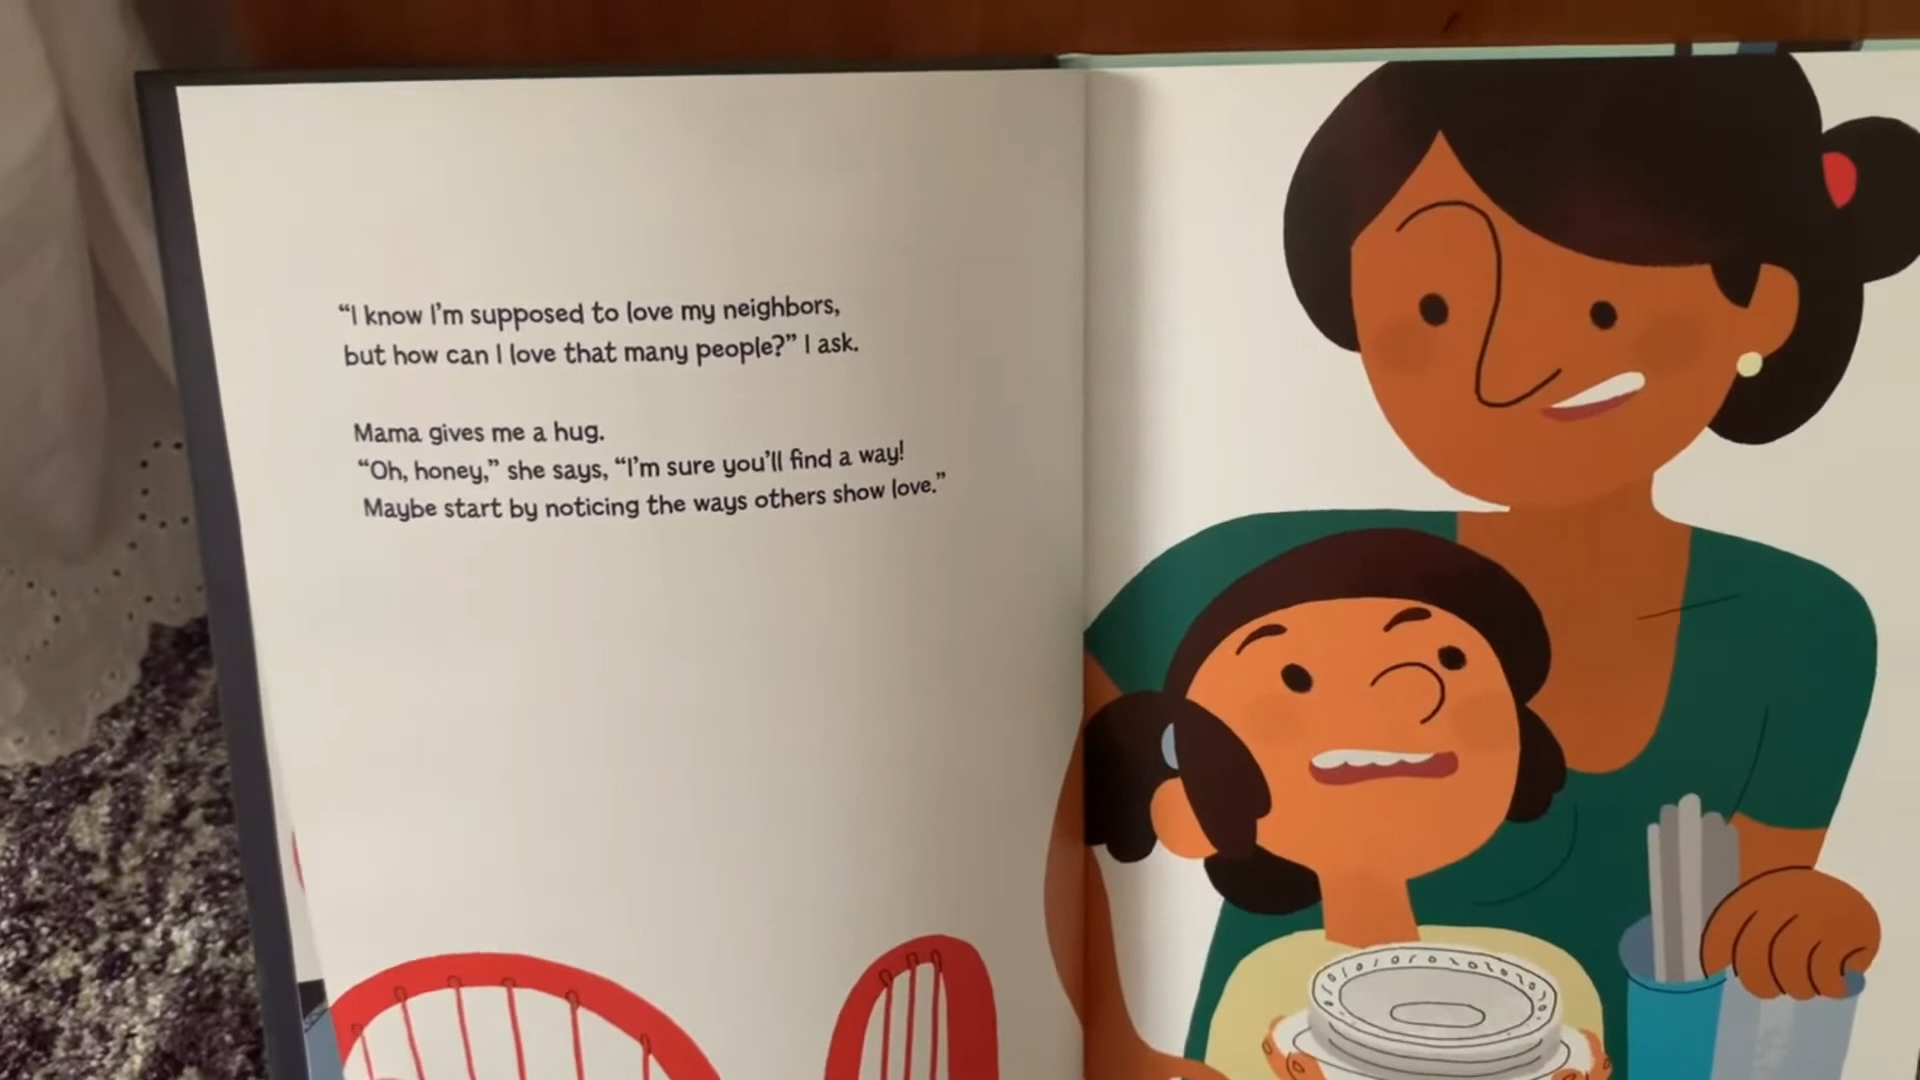 “I know I’m supposed to love my neighbors,
but how can I love that many people?” I ask.
Mama gives me a hug.
“Oh, honey,” she says, “I’m sure you’ll find a way!
Maybe start by noticing the ways others show love.”